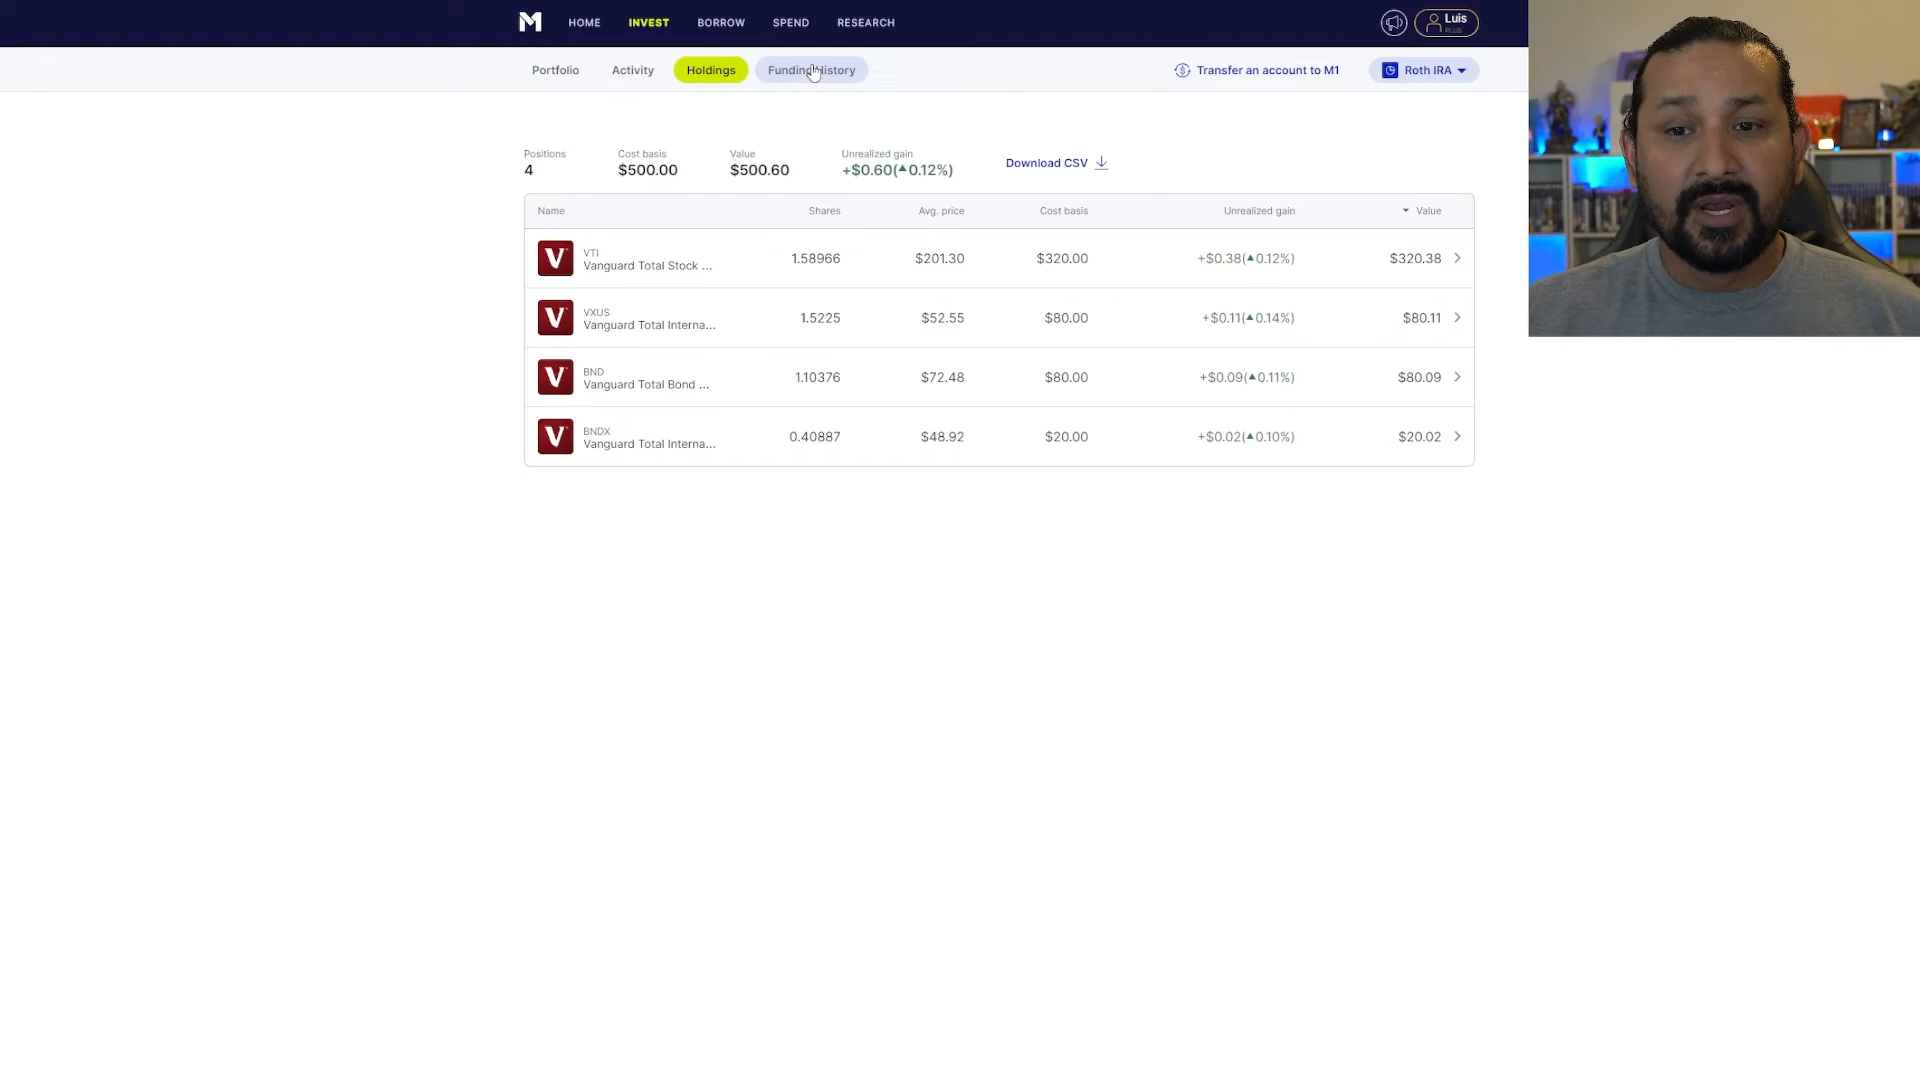 HOME INVEST BORROW SPEND RESEARCH Luis PLUS
Portfolio Activity Holdings Funding History Transfer an account to M1 Roth IRA
Positions Cost basis Value Unrealized gain
4 $500.00 $500.60 +$0.60(▲0.12%) Download CSV
Name Shares Avg. price Cost basis Unrealized gain Value
VTI
Vanguard Total Stock ... 1.58966 $201.30 $320.00 +$0.38(▲0.12%) $320.38
VXUS
Vanguard Total Interna... 1.5225 $52.55 $80.00 +$0.11(▲0.14%) $80.11
BND
Vanguard Total Bond ... 1.10376 $72.48 $80.00 +$0.09(▲0.11%) $80.09
BNDX
Vanguard Total Interna... 0.40887 $48.92 $20.00 +$0.02(▲0.10%) $20.02